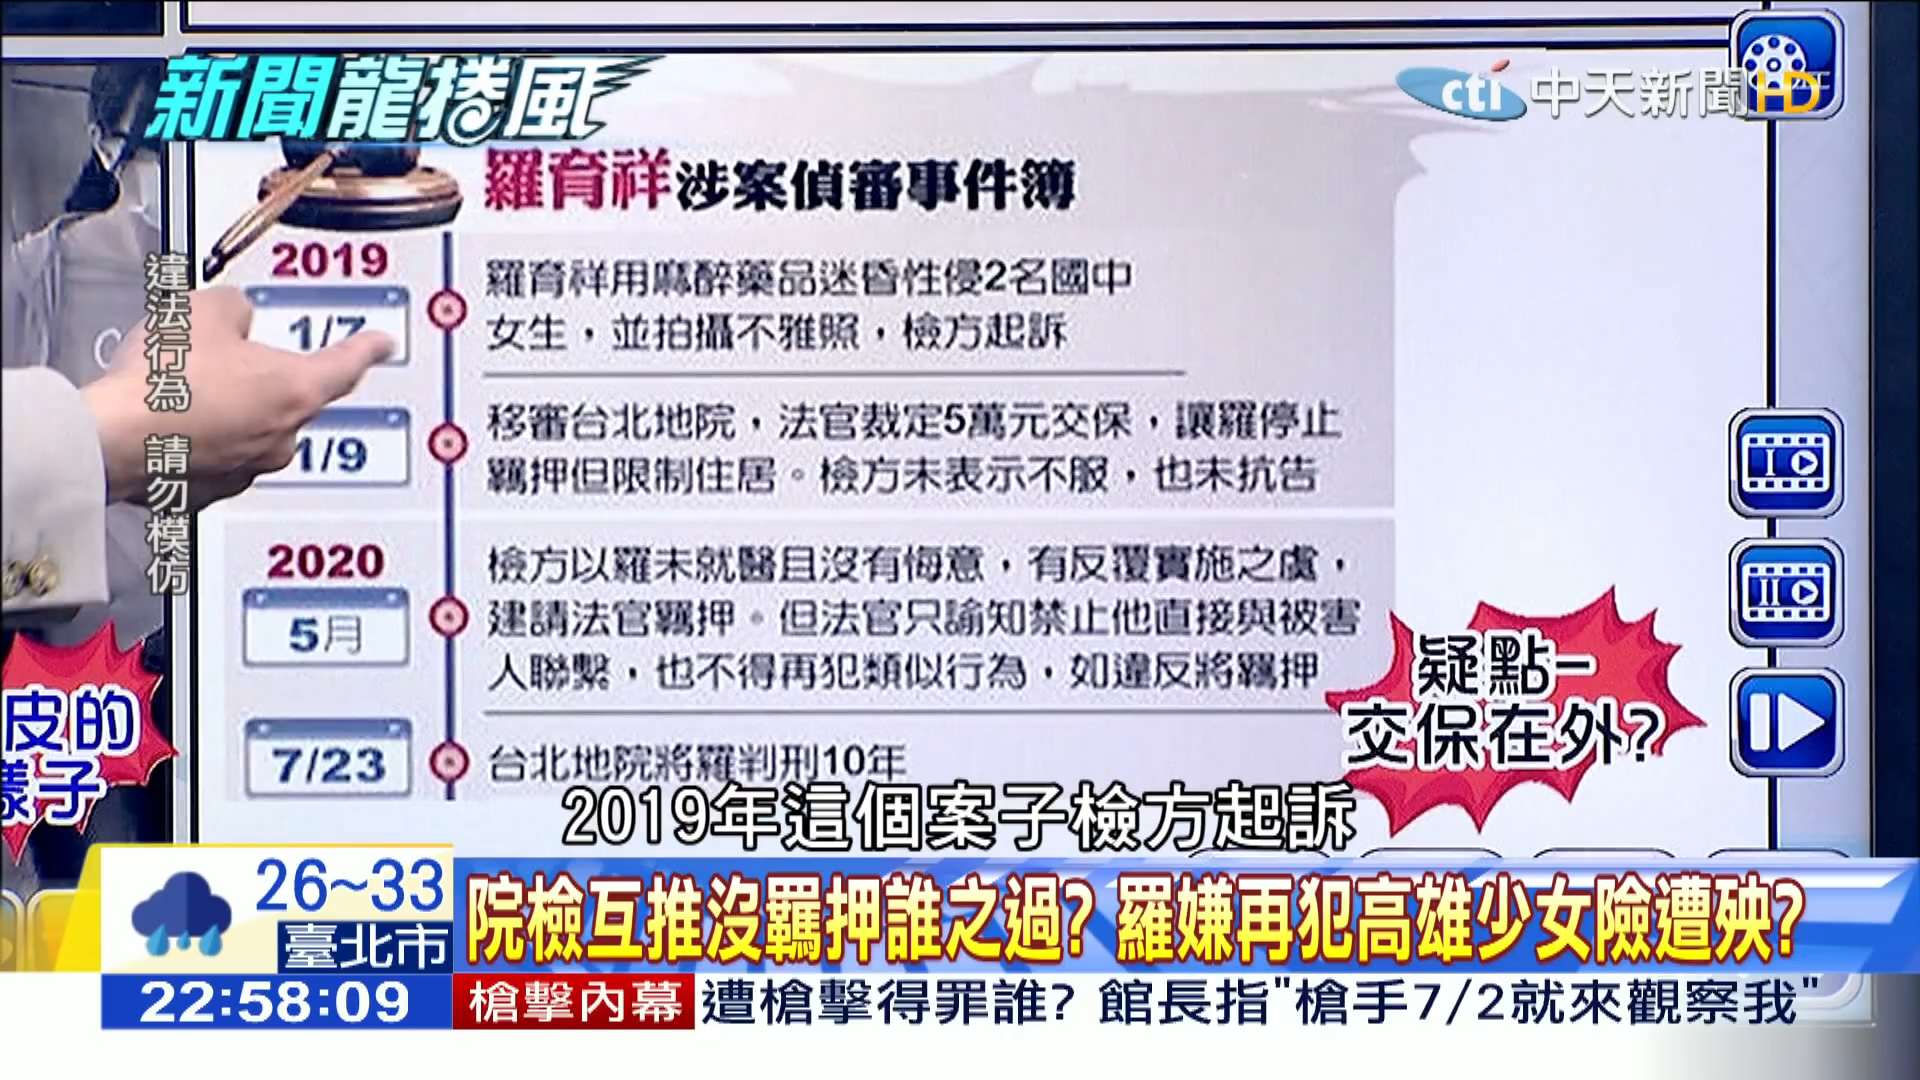 新聞龍捲風
cti 中天新聞HD
羅育祥涉案偵審事件簿
2019
1/7
羅育祥用麻醉藥品迷昏性侵2名國中
女生，並拍攝不雅照，檢方起訴
1/9
移審台北地院，法官裁定5萬元交保，讓羅停止
羈押但限制住居。檢方未表示不服，也未抗告
2020
5月
檢方以羅未就醫且沒有悔意，有反覆實施之虞，
建請法官羈押。但法官只諭知禁止他直接與被害
人聯繫，也不得再犯類似行為，如違反將羈押
7/23
台北地院將羅判刑10年
違法行為 請勿模仿
皮的
樣子
疑點一
交保在外?
I
II
2019年這個案子檢方起訴
26~33
臺北市
22:58:09
院檢互推沒羈押誰之過? 羅嫌再犯高雄少女險遭殃?
槍擊內幕 遭槍擊得罪誰? 館長指"槍手7/2就來觀察我"